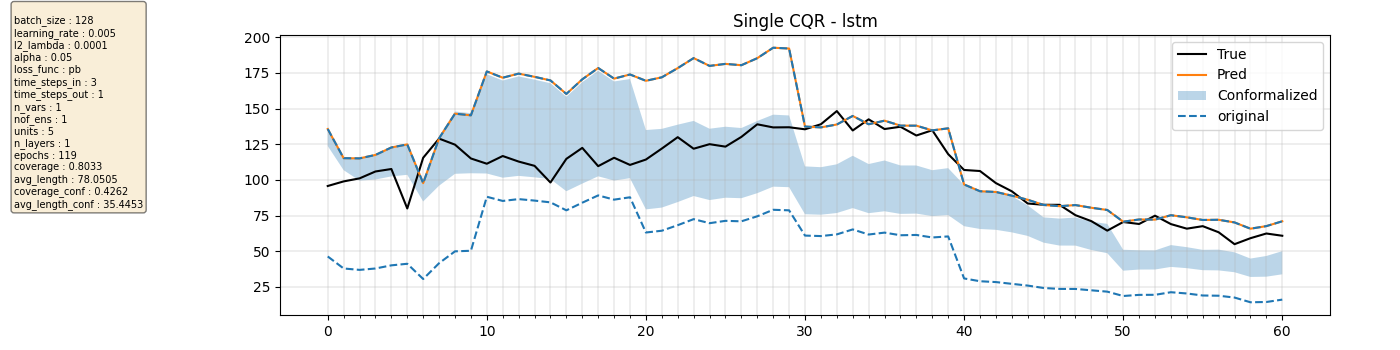 batch_size : 128
learning_rate : 0.005
l2_lambda : 0.0001
alpha : 0.05
loss_func : pb
time_steps_in : 3
time_steps_out : 1
n_vars : 1
nof_ens : 1
units : 5
n_layers : 1
epochs : 119
coverage : 0.8033
avg_length : 78.0505
coverage_conf : 0.4262
avg_length_conf : 35.4453
Single CQR - lstm
200
175
150
125
100
75
50
25
True
Pred
Conformalized
original
0 10 20 30 40 50 60